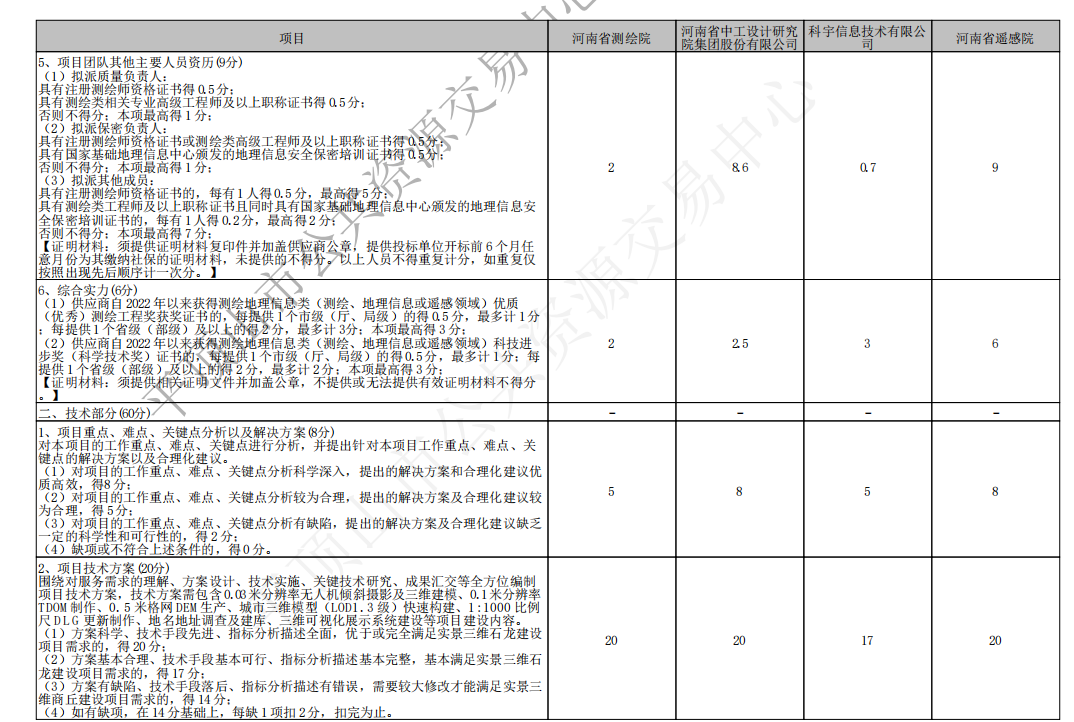 项目 河南省测绘院 河南省中工设计研究院集团股份有限公司 科宇信息技术有限公司 河南省遥感院
5、项目团队其他主要人员资历(9分)
（1）拟派质量负责人：
具有注册测绘师资格证书得0.5分；
具有测绘类相关专业高级工程师及以上职称证书得0.5分；
否则不得分；本项最高得1分；
（2）拟派保密负责人：
具有注册测绘师资格证书或测绘类高级工程师及以上职称证书得0.5分；
具有国家基础地理信息中心颁发的地理信息安全保密培训证书得0.5分；
否则不得分；本项最高得1分；
（3）拟派其他成员：
具有注册测绘师资格证书的，每有1人得0.5分，最高得5分；
具有测绘类工程师及以上职称证书且同时具有国家基础地理信息中心颁发的地理信息安
全保密培训证书的，每有1人得0.2分，最高得2分；
否则不得分；本项最高得7分；
【证明材料：须提供证明材料复印件并加盖供应商公章，提供投标单位开标前6个月任
意月份为其缴纳社保的证明材料，未提供的不得分。以上人员不得重复计分，如重复仅
按照出现先后顺序计一次分。】
2 8.6 0.7 9
6、综合实力(6分)
（1）供应商自2022年以来获得测绘地理信息类（测绘、地理信息或遥感领域）优质
（优秀）测绘工程奖获奖证书的，每提供1个市级（厅、局级）的得0.5分，最多计1分
；每提供1个省级（部级）及以上的得2分，最多计3分；本项最高得3分；
（2）供应商自2022年以来获得测绘地理信息类（测绘、地理信息或遥感领域）科技进
步奖（科学技术奖）证书的，每提供1个市级（厅、局级）的得0.5分，最多计1分；每
提供1个省级（部级）及以上的得2分，最多计2分；本项最高得3分；
【证明材料：须提供相关证明文件并加盖公章，不提供或无法提供有效证明材料不得分
。】
2 2.5 3 6
二、技术部分(60分) – – – –
1、项目重点、难点、关键点分析以及解决方案(8分)
对本项目的工作重点、难点、关键点进行分析，并提出针对本项目工作重点、难点、关
键点的解决方案以及合理化建议。
（1）对项目的工作重点、难点、关键点分析科学深入，提出的解决方案和合理化建议优
质高效，得8分；
（2）对项目的工作重点、难点、关键点分析较为合理，提出的解决方案及合理化建议较
为合理，得5分；
（3）对项目的工作重点、难点、关键点分析有缺陷，提出的解决方案及合理化建议缺乏
一定的科学性和可行性的，得2分；
（4）缺项或不符合上述条件的，得0分。
5 8 5 8
2、项目技术方案(20分)
围绕对服务需求的理解、方案设计、技术实施、关键技术研究、成果汇交等全方位编制
项目技术方案，技术方案需包含0.03米分辨率无人机倾斜摄影及三维建模、0.1米分辨率
TDOM制作、0.5米格网DEM生产、城市三维模型（LOD1.3级）快速构建、1:1000比例
尺DLG更新制作、地名地址调查及建库、三维可视化展示系统建设等项目建设内容。
（1）方案科学、技术手段先进、指标分析描述全面，优于或完全满足实景三维石龙建设
项目需求的，得20分；
（2）方案基本合理、技术手段基本可行、指标分析描述基本完整，基本满足实景三维石
龙建设项目需求的，得17分；
（3）方案有缺陷、技术手段落后、指标分析描述有错误，需要较大修改才能满足实景三
维商丘建设项目需求的，得14分；
（4）如有缺项，在14分基础上，每缺1项扣2分，扣完为止。
20 20 17 20
平顶山市公共资源交易中心
顶山市公共资源交易中心